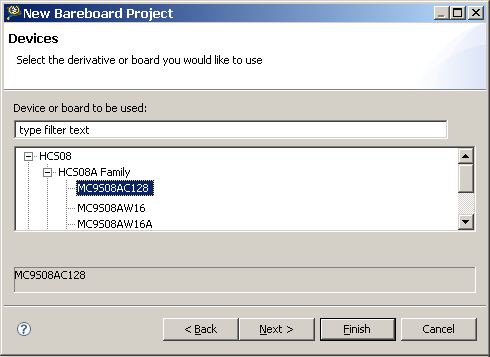 New Bareboard Project
Devices
Select the derivative or board you would like to use
Device or board to be used:
type filter text
HCS08
HCS08A Family
MC9S08AC128
MC9S08AW16
MC9S08AW16A
MC9S08AC128
?
< Back
Next >
Finish
Cancel